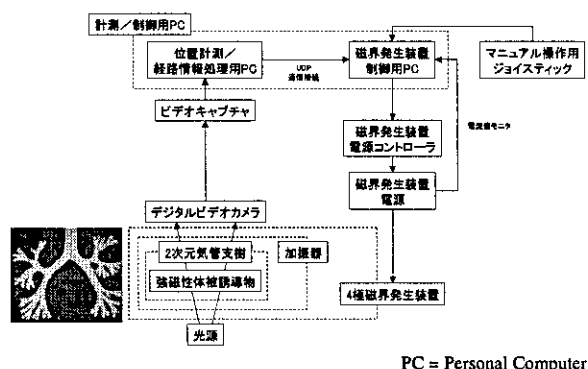 計測／制御用PC
位置計測／
経路情報処理用PC
UDP
通信接続
磁界発生装置
制御用PC
マニュアル操作用
ジョイスティック
ビデオキャプチャ
電流値モニタ
磁界発生装置
電源コントローラ
磁界発生装置
電源
デジタルビデオカメラ
2次元気管支樹
加振器
強磁性体被誘導物
4極磁界発生装置
光源
PC = Personal Computer